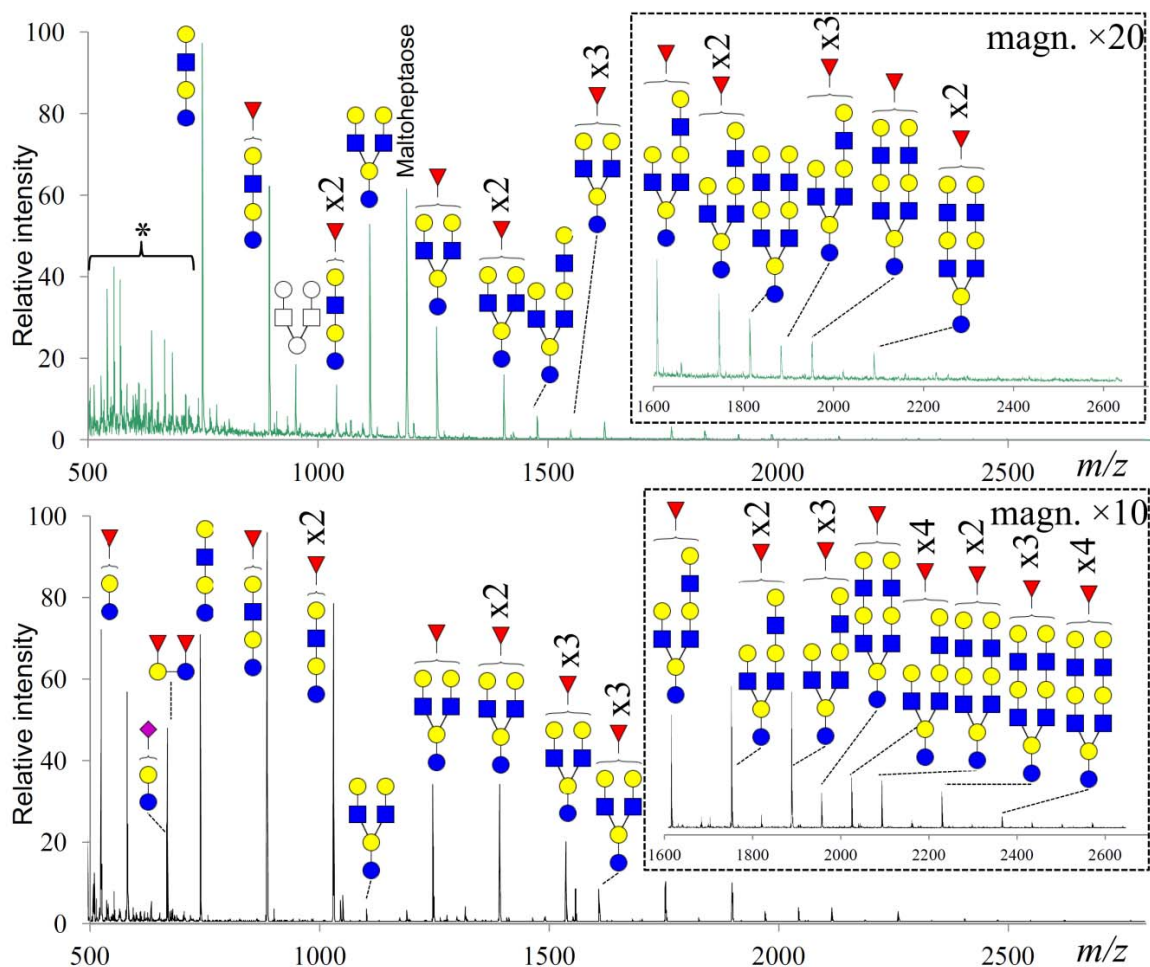 100
80
60
40
20
0
Relative intensity
*
x2
Maltoheptaose
x2
x3
magn. ×20
x2
x3
x2
1600
1800
2000
2200
2400
2600
500
1000
1500
2000
2500
m/z
100
80
60
40
20
0
Relative intensity
x2
x2
x3
x3
magn. ×10
x2
x3
x4
x2
x3
x4
1600
1800
2000
2200
2400
2600
500
1000
1500
2000
2500
m/z